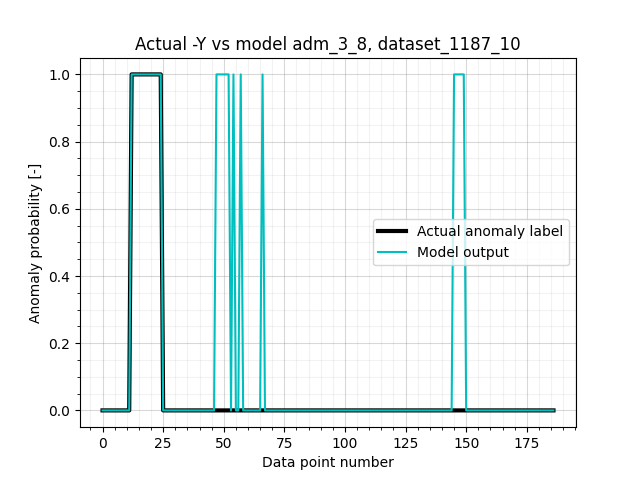 Actual -Y vs model adm_3_8, dataset_1187_10
1.0
0.8
0.6
0.4
0.2
0.0
Anomaly probability [-]
Actual anomaly label
Model output
0 25 50 75 100 125 150 175
Data point number